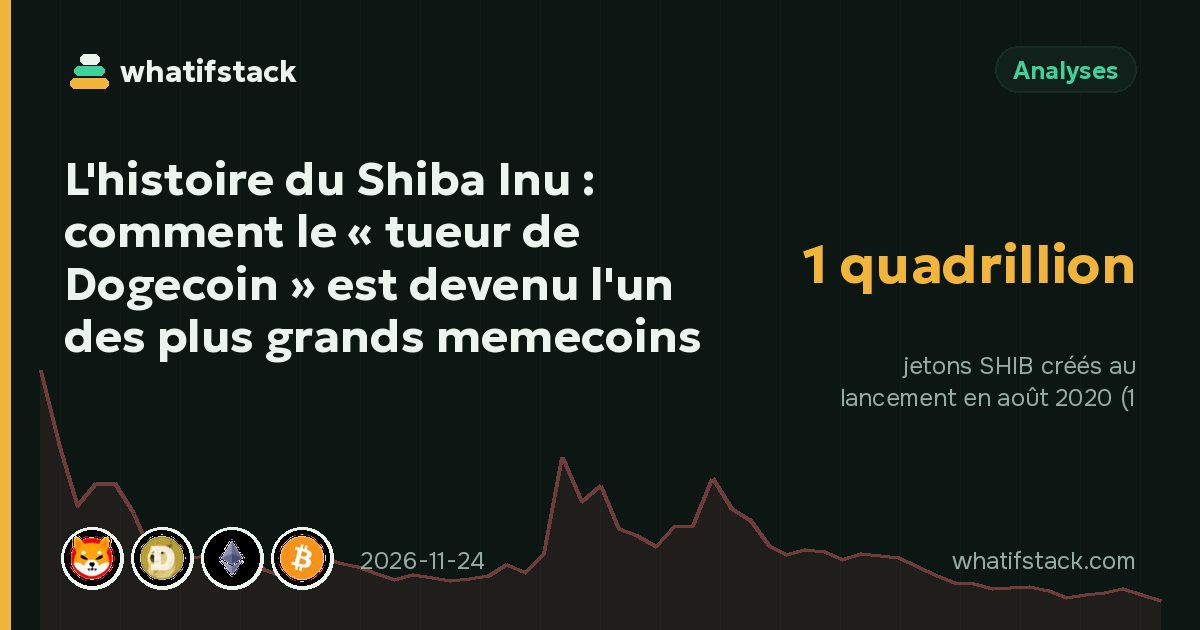 whatifstack
Analyses
L'histoire du Shiba Inu :
comment le « tueur de
Dogecoin » est devenu l'un
des plus grands memecoins
1 quadrillion
jetons SHIB créés au
lancement en août 2020 (1
2026-11-24
whatifstack.com